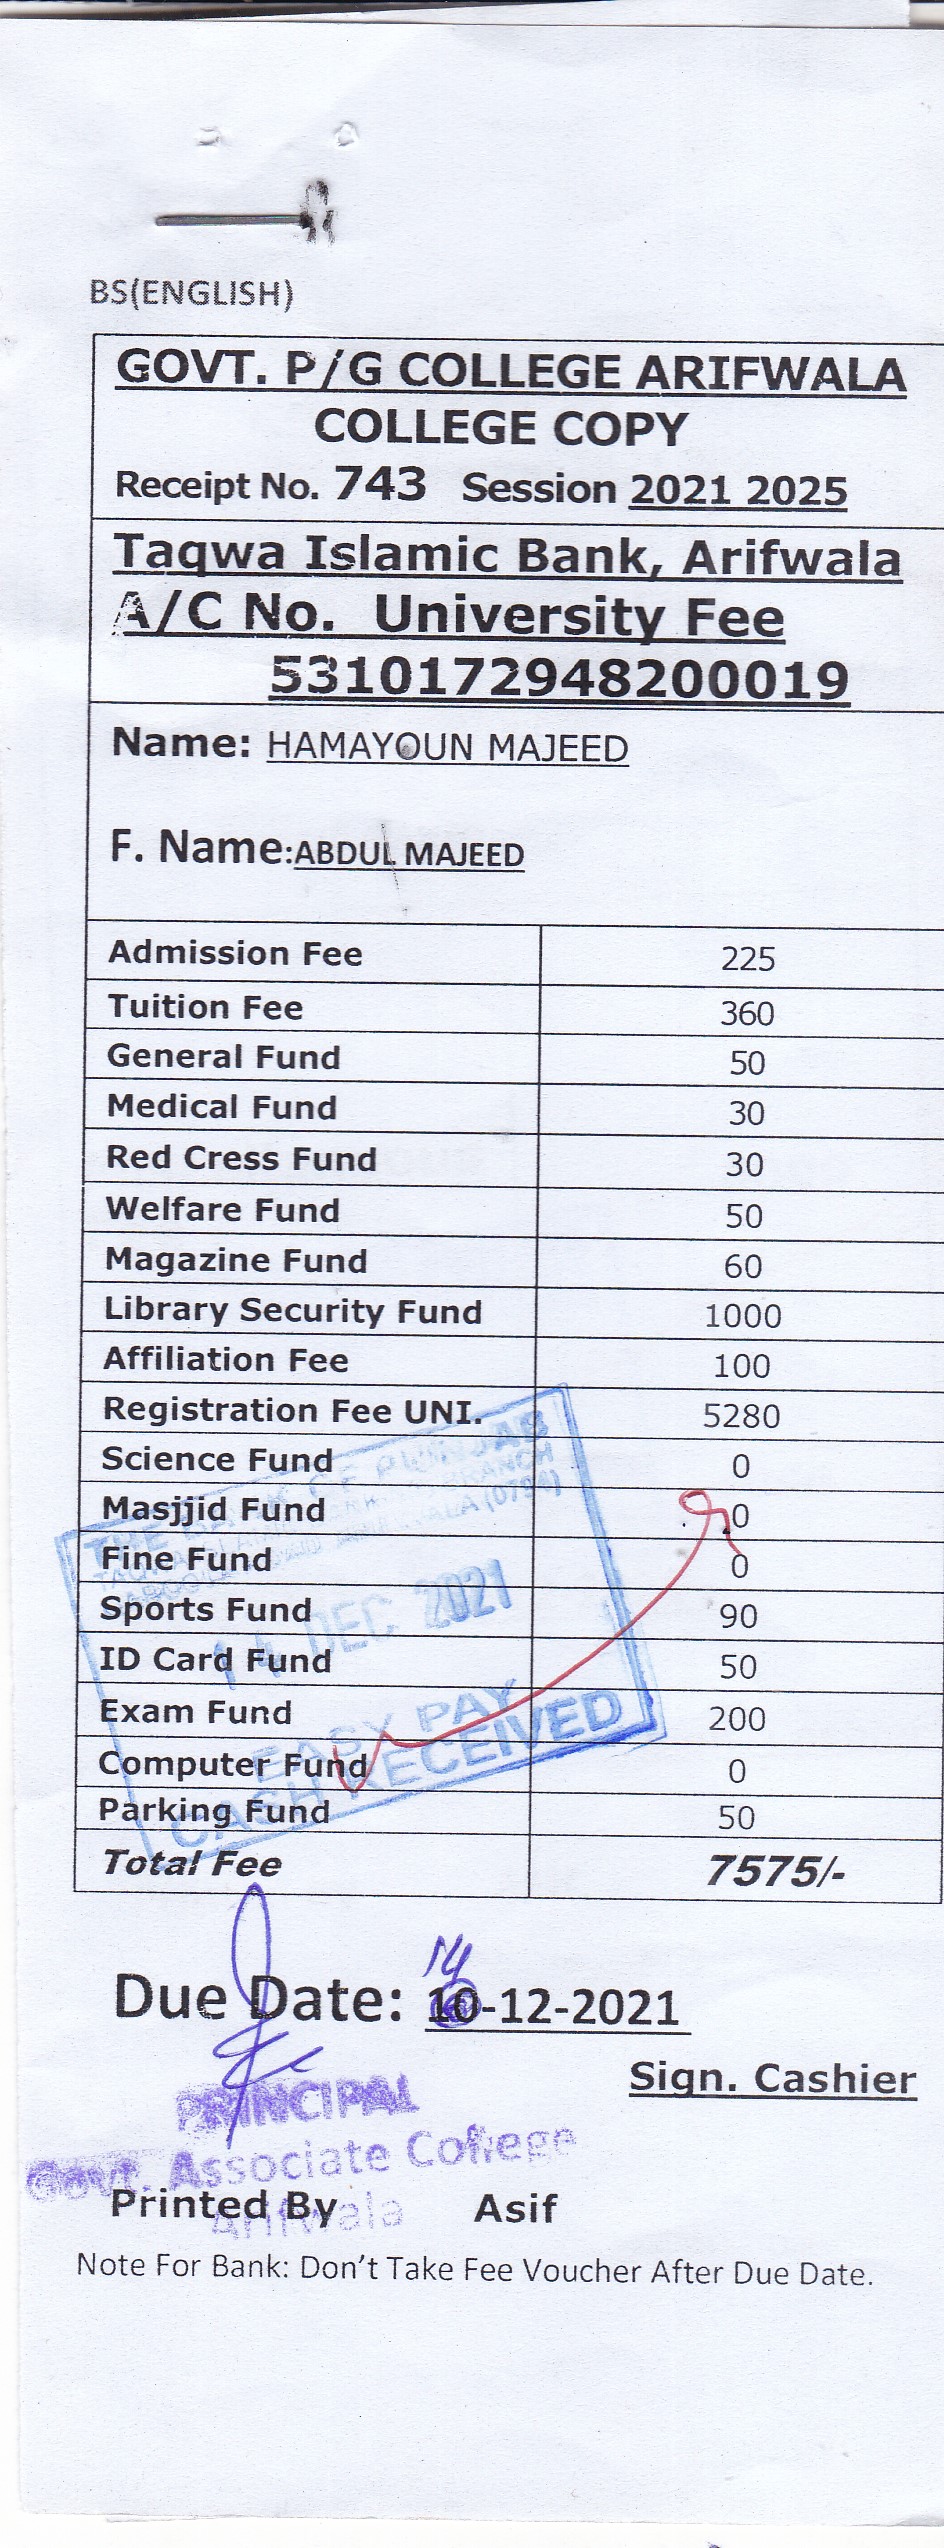 BS(ENGLISH)
GOVT. P/G COLLEGE ARIFWALA
COLLEGE COPY
Receipt No. 743 Session 2021 2025
Taqwa Islamic Bank, Arifwala
A/C No. University Fee
5310172948200019
Name: HAMAYOUN MAJEED
F. Name:ABDUL MAJEED
Admission Fee 225
Tuition Fee 360
General Fund 50
Medical Fund 30
Red Cress Fund 30
Welfare Fund 50
Magazine Fund 60
Library Security Fund 1000
Affiliation Fee 100
Registration Fee UNI. 5280
Science Fund 0
Masjjid Fund 0
Fine Fund 0
Sports Fund 90
ID Card Fund 50
Exam Fund 200
Computer Fund 0
Parking Fund 50
Total Fee 7575/-
THE BANK OF PUNJAB
BRANCH
(0794)
14 DEC 2021
EASY PAY
CASH RECEIVED
14
Due Date: 10-12-2021
Sign. Cashier
PRINCIPAL
Govt. Associate College
Arifwala
Printed By Asif
Note For Bank: Don't Take Fee Voucher After Due Date.